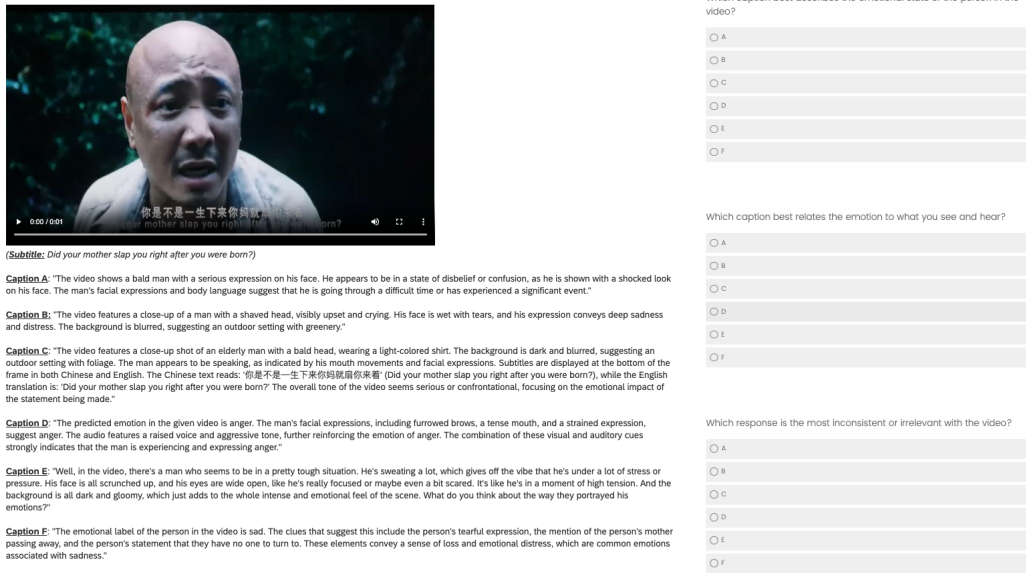 Which caption best describes the emotional state of the person in the
video?
A
B
C
D
E
F
你是不是一生下来你妈就扇你来着
your mother slap you right after you were born?
0:00 / 0:01
(Subtitle: Did your mother slap you right after you were born?)
Caption A: "The video shows a bald man with a serious expression on his face. He appears to be in a state of disbelief or confusion, as he is shown with a shocked look
on his face. The man's facial expressions and body language suggest that he is going through a difficult time or has experienced a significant event."
Caption B: "The video features a close-up of a man with a shaved head, visibly upset and crying. His face is wet with tears, and his expression conveys deep sadness
and distress. The background is blurred, suggesting an outdoor setting with greenery."
Caption C: "The video features a close-up shot of an elderly man with a bald head, wearing a light-colored shirt. The background is dark and blurred, suggesting an
outdoor setting with foliage. The man appears to be speaking, as indicated by his mouth movements and facial expressions. Subtitles are displayed at the bottom of the
frame in both Chinese and English. The Chinese text reads: '你是不是一生下来你妈就扇你来着' (Did your mother slap you right after you were born?), while the English
translation is: 'Did your mother slap you right after you were born?' The overall tone of the video seems serious or confrontational, focusing on the emotional impact of
the statement being made."
Caption D: "The predicted emotion in the given video is anger. The man's facial expressions, including furrowed brows, a tense mouth, and a strained expression,
suggest anger. The audio features a raised voice and aggressive tone, further reinforcing the emotion of anger. The combination of these visual and auditory cues
strongly indicates that the man is experiencing and expressing anger."
Caption E: "Well, in the video, there's a man who seems to be in a pretty tough situation. He's sweating a lot, which gives off the vibe that he's under a lot of stress or
pressure. His face is all scrunched up, and his eyes are wide open, like he's really focused or maybe even a bit scared. It's like he's in a moment of high tension. And the
background is all dark and gloomy, which just adds to the whole intense and emotional feel of the scene. What do you think about the way they portrayed his
emotions?"
Caption F: "The emotional label of the person in the video is sad. The clues that suggest this include the person's tearful expression, the mention of the person's mother
passing away, and the person's statement that they have no one to turn to. These elements convey a sense of loss and emotional distress, which are common emotions
associated with sadness."
Which caption best relates the emotion to what you see and hear?
A
B
C
D
E
F
Which response is the most inconsistent or irrelevant with the video?
A
B
C
D
E
F